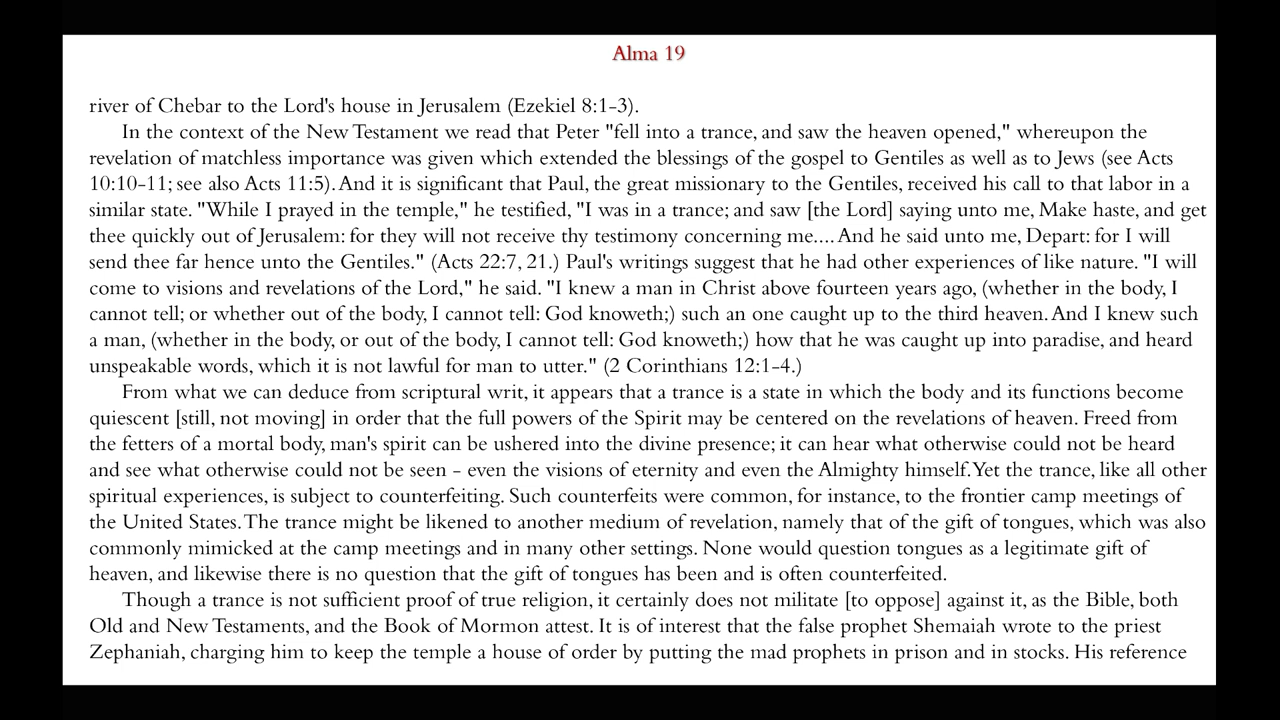 Alma 19
river of Chebar to the Lord's house in Jerusalem (Ezekiel 8:1-3).
In the context of the New Testament we read that Peter "fell into a trance, and saw the heaven opened," whereupon the
revelation of matchless importance was given which extended the blessings of the gospel to Gentiles as well as to Jews (see Acts
10:10-11; see also Acts 11:5). And it is significant that Paul, the great missionary to the Gentiles, received his call to that labor in a
similar state. "While I prayed in the temple," he testified, "I was in a trance; and saw [the Lord] saying unto me, Make haste, and get
thee quickly out of Jerusalem: for they will not receive thy testimony concerning me.... And he said unto me, Depart: for I will
send thee far hence unto the Gentiles." (Acts 22:7, 21.) Paul's writings suggest that he had other experiences of like nature. "I will
come to visions and revelations of the Lord," he said. "I knew a man in Christ above fourteen years ago, (whether in the body, I
cannot tell; or whether out of the body, I cannot tell: God knoweth;) such an one caught up to the third heaven. And I knew such
a man, (whether in the body, or out of the body, I cannot tell: God knoweth;) how that he was caught up into paradise, and heard
unspeakable words, which it is not lawful for man to utter." (2 Corinthians 12:1-4.)
From what we can deduce from scriptural writ, it appears that a trance is a state in which the body and its functions become
quiescent [still, not moving] in order that the full powers of the Spirit may be centered on the revelations of heaven. Freed from
the fetters of a mortal body, man's spirit can be ushered into the divine presence; it can hear what otherwise could not be heard
and see what otherwise could not be seen - even the visions of eternity and even the Almighty himself. Yet the trance, like all other
spiritual experiences, is subject to counterfeiting. Such counterfeits were common, for instance, to the frontier camp meetings of
the United States. The trance might be likened to another medium of revelation, namely that of the gift of tongues, which was also
commonly mimicked at the camp meetings and in many other settings. None would question tongues as a legitimate gift of
heaven, and likewise there is no question that the gift of tongues has been and is often counterfeited.
Though a trance is not sufficient proof of true religion, it certainly does not militate [to oppose] against it, as the Bible, both
Old and New Testaments, and the Book of Mormon attest. It is of interest that the false prophet Shemaiah wrote to the priest
Zephaniah, charging him to keep the temple a house of order by putting the mad prophets in prison and in stocks. His reference